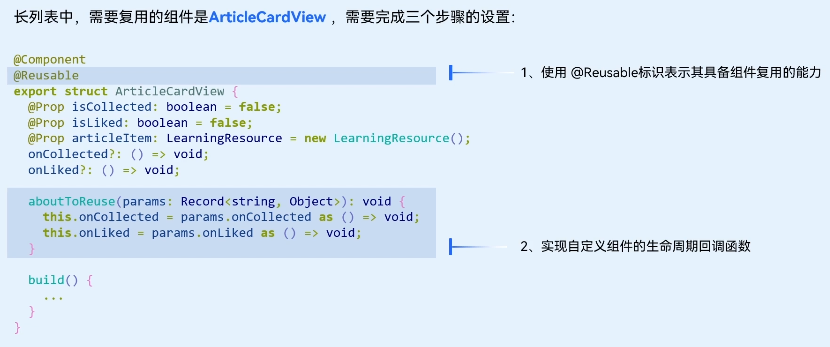 长列表中，需要复用的组件是ArticleCardView ，需要完成三个步骤的设置：
@Component
@Reusable
1、使用 @Reusable标识表示其具备组件复用的能力
export struct ArticleCardView {
  @Prop isCollected: boolean = false;
  @Prop isLiked: boolean = false;
  @Prop articleItem: LearningResource = new LearningResource();
  onCollected?: () => void;
  onLiked?: () => void;
  aboutToReuse(params: Record<string, Object>): void {
    this.onCollected = params.onCollected as () => void;
    this.onLiked = params.onLiked as () => void;
  }
2、实现自定义组件的生命周期回调函数
  build() {
    ...
  }
}